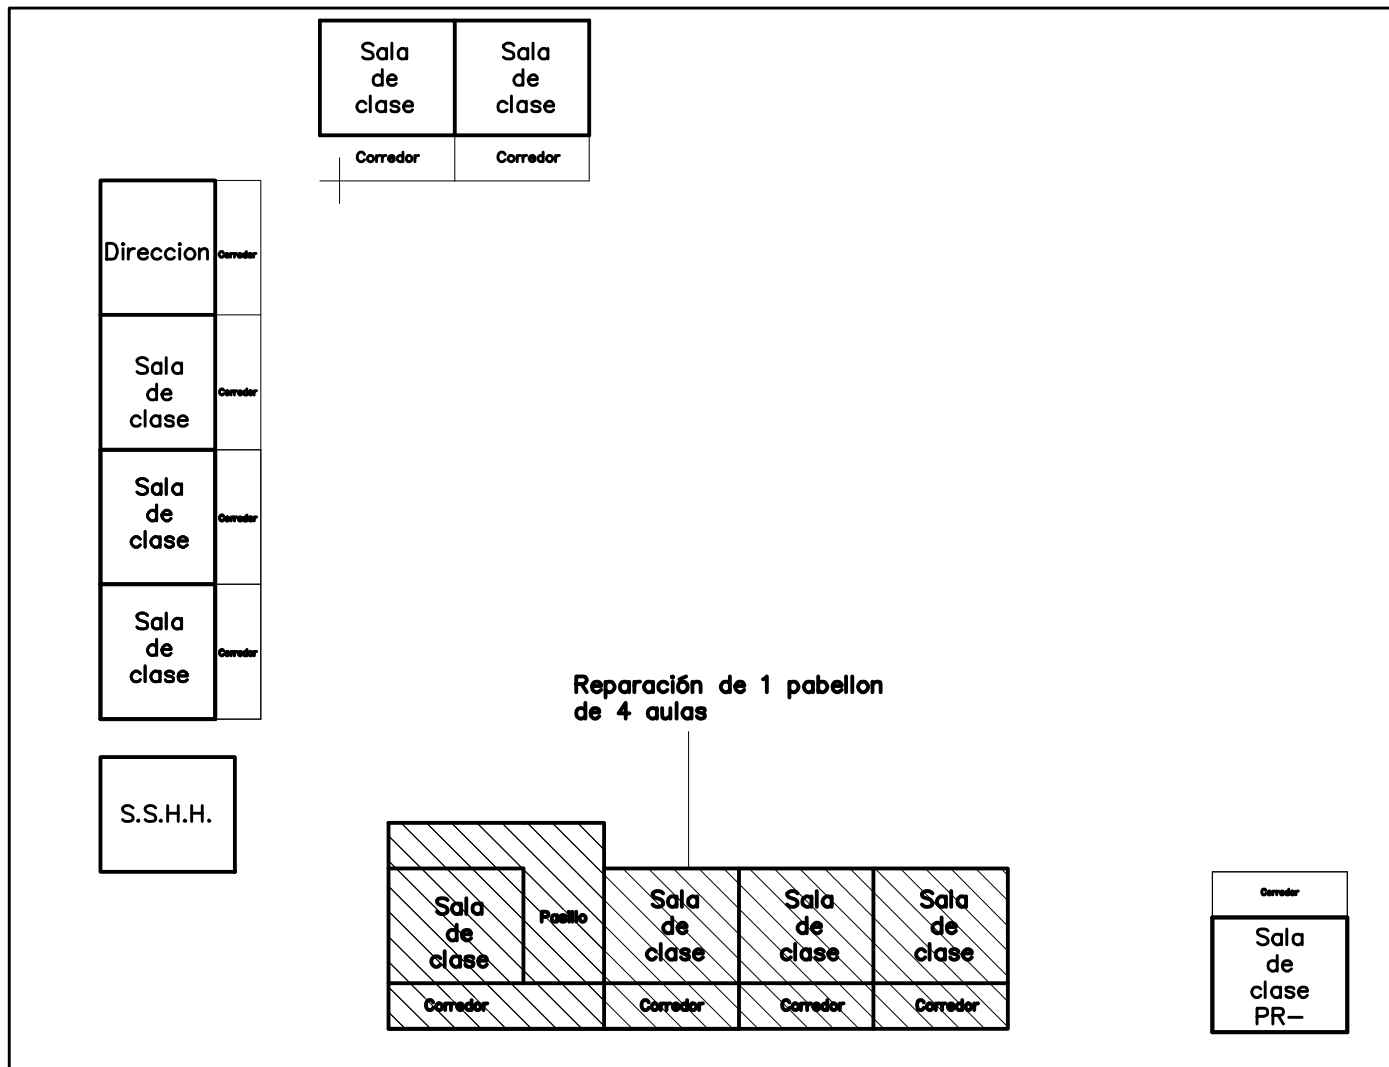 Sala
de
clase
Sala
de
clase
Corredor
Corredor
Direccion
Corredor
Sala
de
clase
Corredor
Sala
de
clase
Corredor
Sala
de
clase
Corredor
S.S.H.H.
Reparación de 1 pabellon
de 4 aulas
Sala
de
clase
Pasillo
Sala
de
clase
Sala
de
clase
Sala
de
clase
Corredor
Corredor
Corredor
Corredor
Corredor
Sala
de
clase
PR-